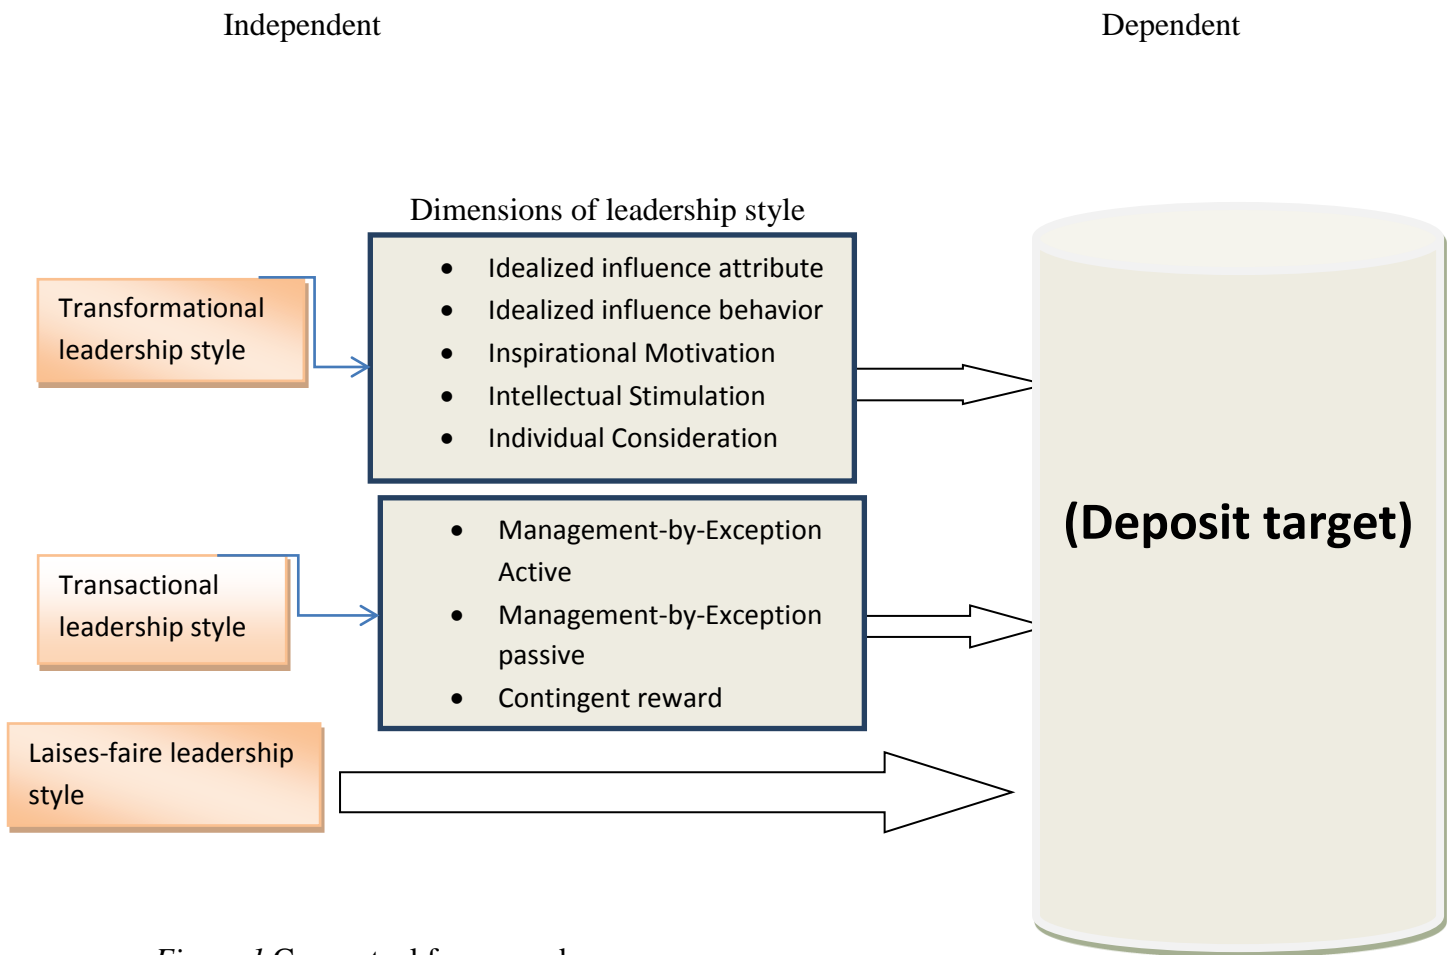 Independent
Dependent
Dimensions of leadership style
Transformational
leadership style
• Idealized influence attribute
• Idealized influence behavior
• Inspirational Motivation
• Intellectual Stimulation
• Individual Consideration
Transactional
leadership style
• Management-by-Exception
Active
• Management-by-Exception
passive
• Contingent reward
Laises-faire leadership
style
(Deposit target)